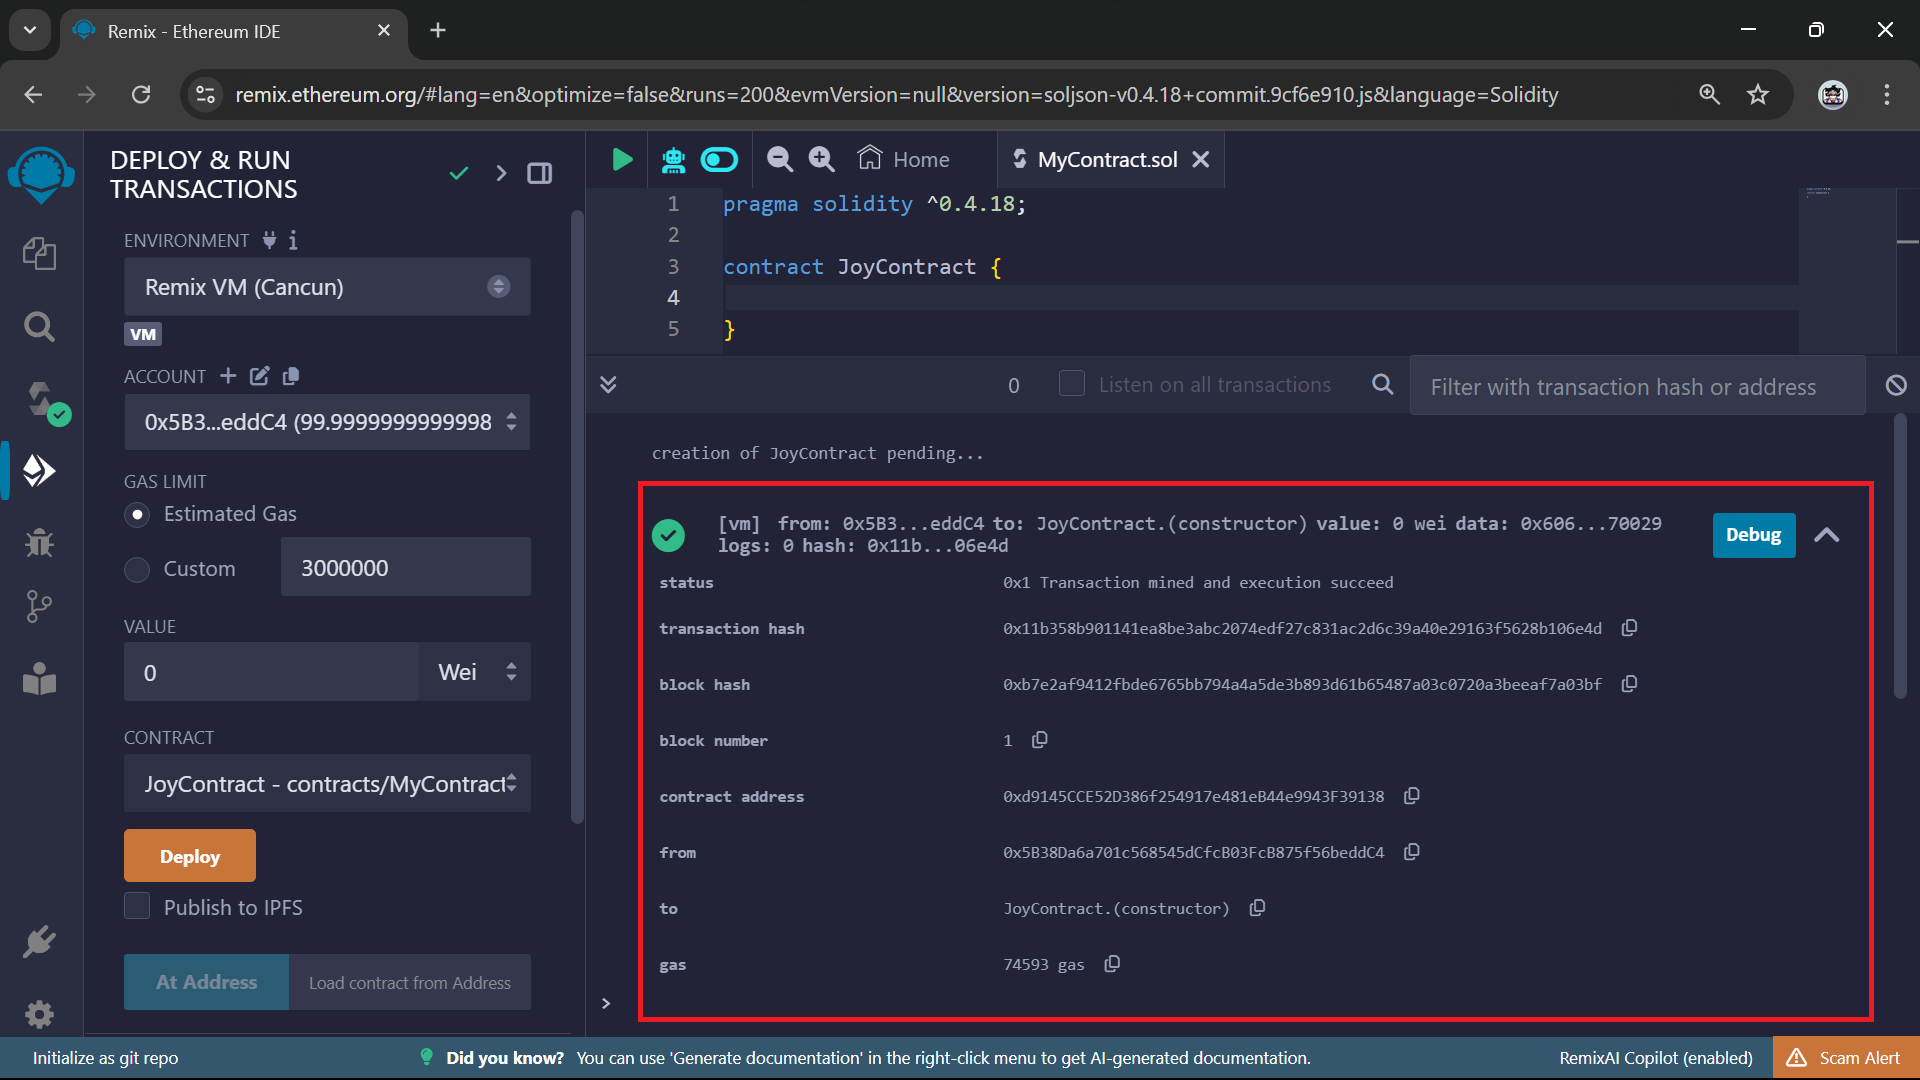 Remix - Ethereum IDE
remix.ethereum.org/#lang=en&optimize=false&runs=200&evmVersion=null&version=soljson-v0.4.18+commit.9cf6e910.js&language=Solidity
DEPLOY & RUN
TRANSACTIONS
ENVIRONMENT
Remix VM (Cancun)
VM
ACCOUNT
0x5B3...eddC4 (99.9999999999998
GAS LIMIT
Estimated Gas
Custom
3000000
VALUE
0
Wei
CONTRACT
JoyContract - contracts/MyContract
Deploy
Publish to IPFS
At Address
Load contract from Address
Home
MyContract.sol
1 pragma solidity ^0.4.18;
2
3 contract JoyContract {
4
5 }
0
Listen on all transactions
Filter with transaction hash or address
creation of JoyContract pending...
[vm] from: 0x5B3...eddC4 to: JoyContract.(constructor) value: 0 wei data: 0x606...70029
logs: 0 hash: 0x11b...06e4d
Debug
status 0x1 Transaction mined and execution succeed
transaction hash 0x11b358b901141ea8be3abc2074edf27c831ac2d6c39a40e29163f5628b106e4d
block hash 0xb7e2af9412fbde6765bb794a4a5de3b893d61b65487a03c0720a3beeaf7a03bf
block number 1
contract address 0xd9145CCE52D386f254917e481eB44e9943F39138
from 0x5B38Da6a701c568545dCfcB03FcB875f56beddC4
to JoyContract.(constructor)
gas 74593 gas
>
Initialize as git repo
Did you know? You can use 'Generate documentation' in the right-click menu to get AI-generated documentation.
RemixAI Copilot (enabled)
Scam Alert